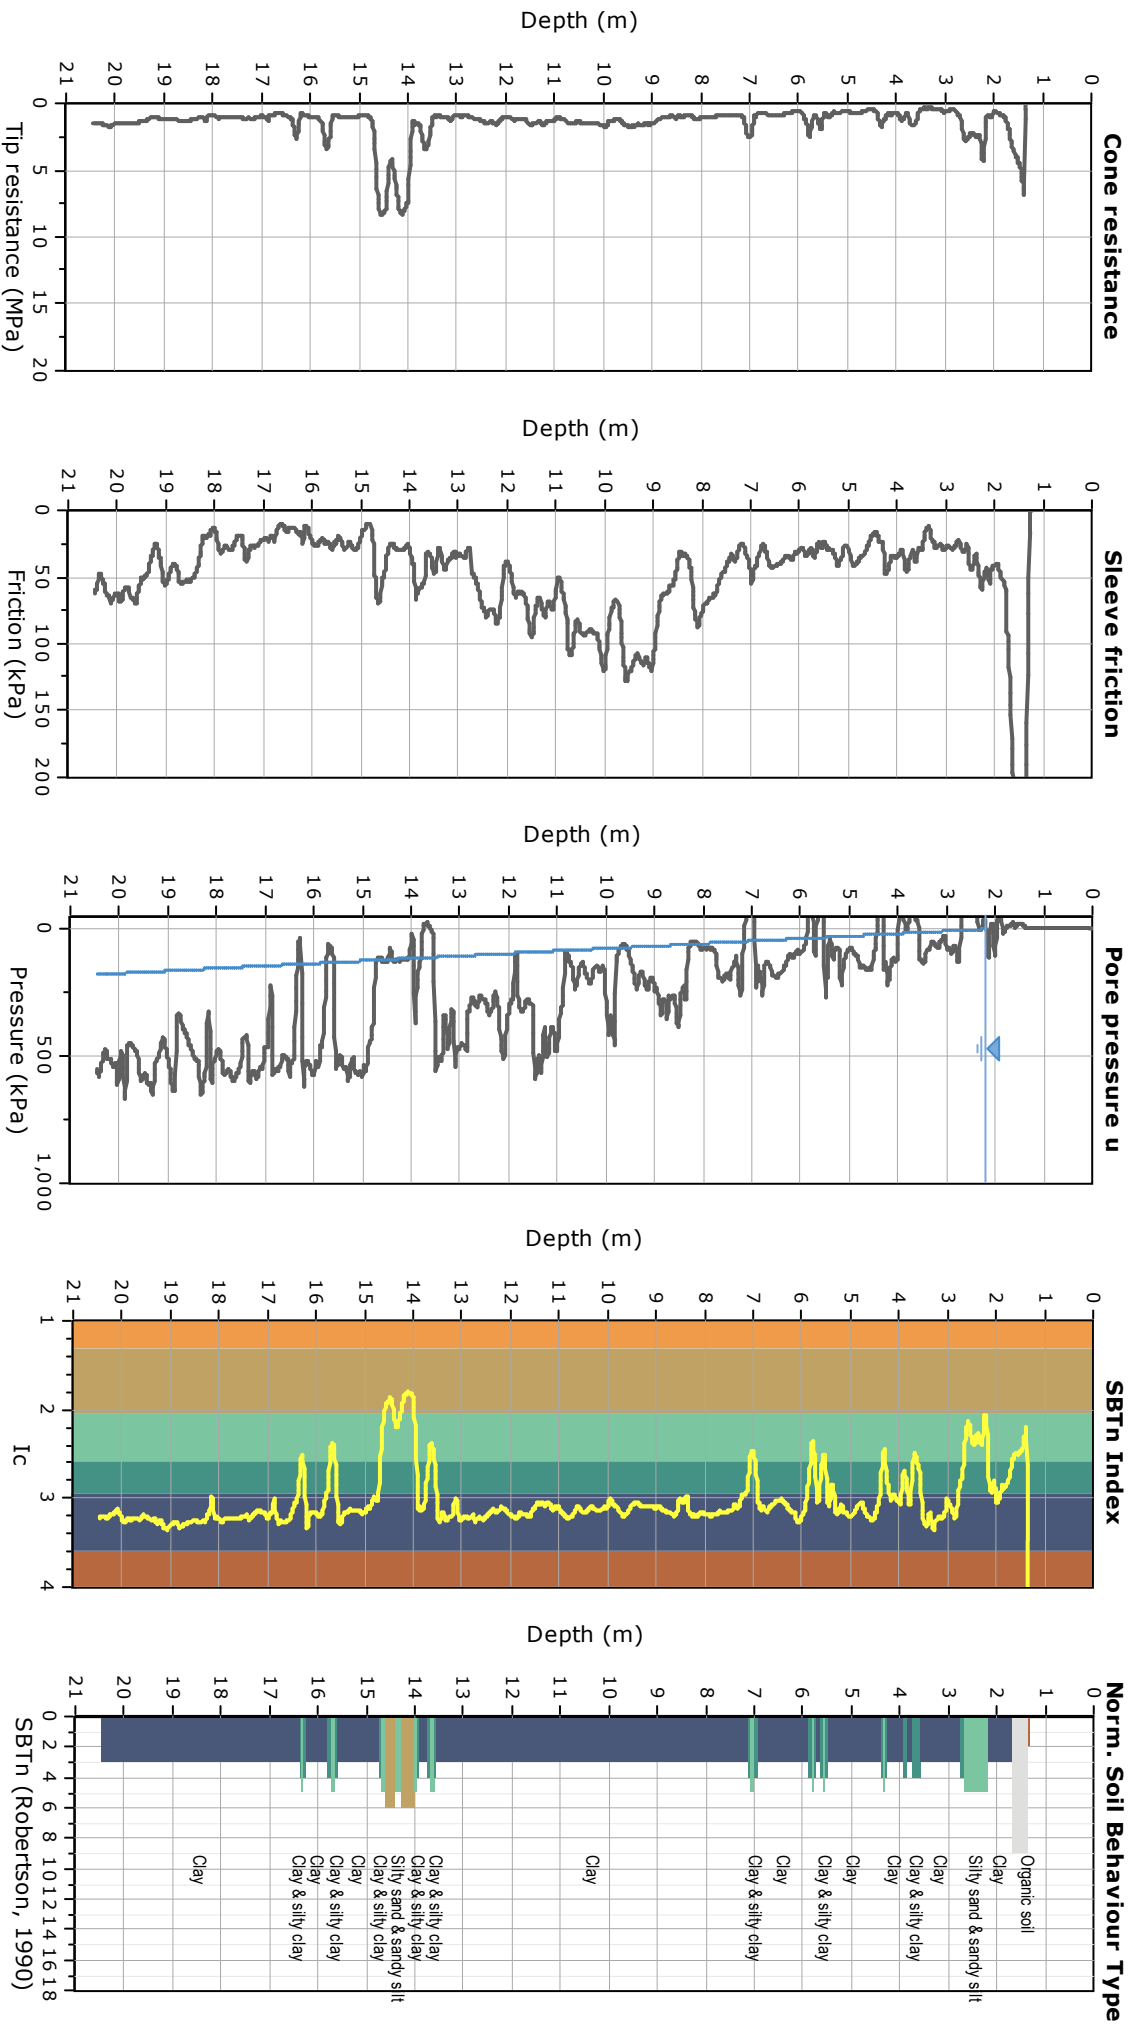 Cone resistance
Depth (m)
0 1 2 3 4 5 6 7 8 9 10 11 12 13 14 15 16 17 18 19 20 21
0 5 10 15 20
Tip resistance (MPa)
Sleeve friction
Depth (m)
0 1 2 3 4 5 6 7 8 9 10 11 12 13 14 15 16 17 18 19 20 21
0 50 100 150 200
Friction (kPa)
Pore pressure u
Depth (m)
0 1 2 3 4 5 6 7 8 9 10 11 12 13 14 15 16 17 18 19 20 21
0 500 1,000
Pressure (kPa)
SBTn Index
Depth (m)
0 1 2 3 4 5 6 7 8 9 10 11 12 13 14 15 16 17 18 19 20 21
1 2 3 4
Ic
Norm. Soil Behaviour Type
Depth (m)
0 1 2 3 4 5 6 7 8 9 10 11 12 13 14 15 16 17 18 19 20 21
Organic soil
Clay
Silty sand & sandy silt
Clay
Clay & silty clay
Clay
Clay
Clay & silty clay
Clay
Clay & silty clay
Clay
Clay & silty clay
Clay & silty clay
Silty sand & sandy silt
Clay & silty clay
Clay
Clay & silty clay
Clay
Clay & silty clay
Clay
0 2 4 6 8 10 12 14 16 18
SBTn (Robertson, 1990)